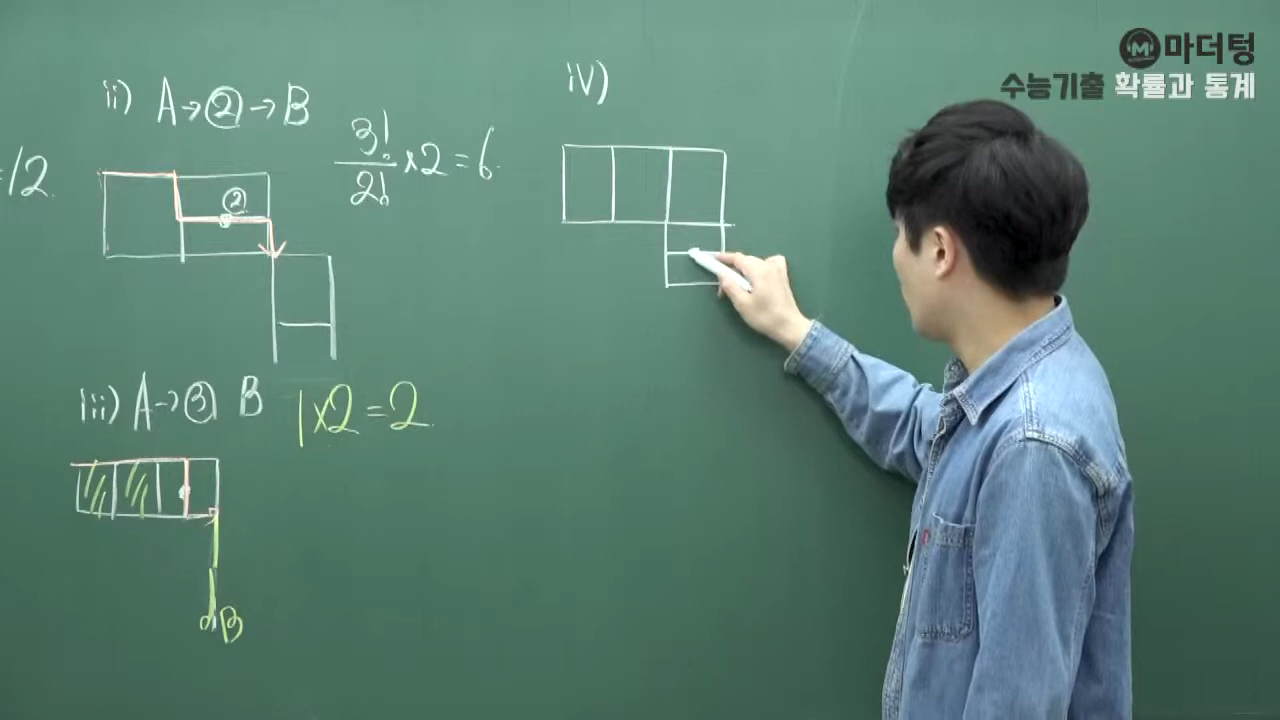 마더텅
수능기출 확률과 통계
ii) A→②→B
=12.
3!/2! ×2=6.
②
iii) A→③ B
1×2=2.
B
iv)